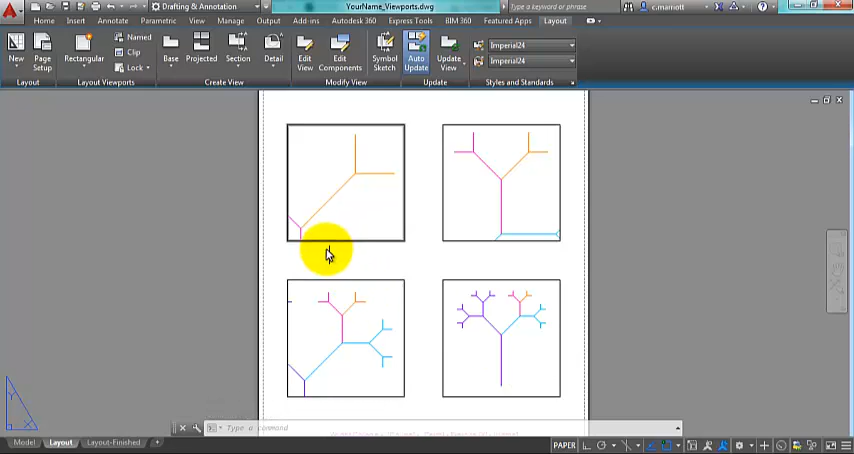 Drafting & Annotation
YourName_Viewports.dwg
Type a keyword or phrase
c.marriott
Home Insert Annotate Parametric View Manage Output Add-ins Autodesk 360 Express Tools BIM 360 Featured Apps Layout
New
Page Setup
Rectangular
Named
Clip
Lock
Base
Projected
Section
Detail
Edit View
Edit Components
Symbol Sketch
Auto Update
Update View
Imperial24
Imperial24
Layout Layout Viewports Create View Modify View Update Styles and Standards
Y
X
Type a command
Model Layout Layout-Finished +
PAPER